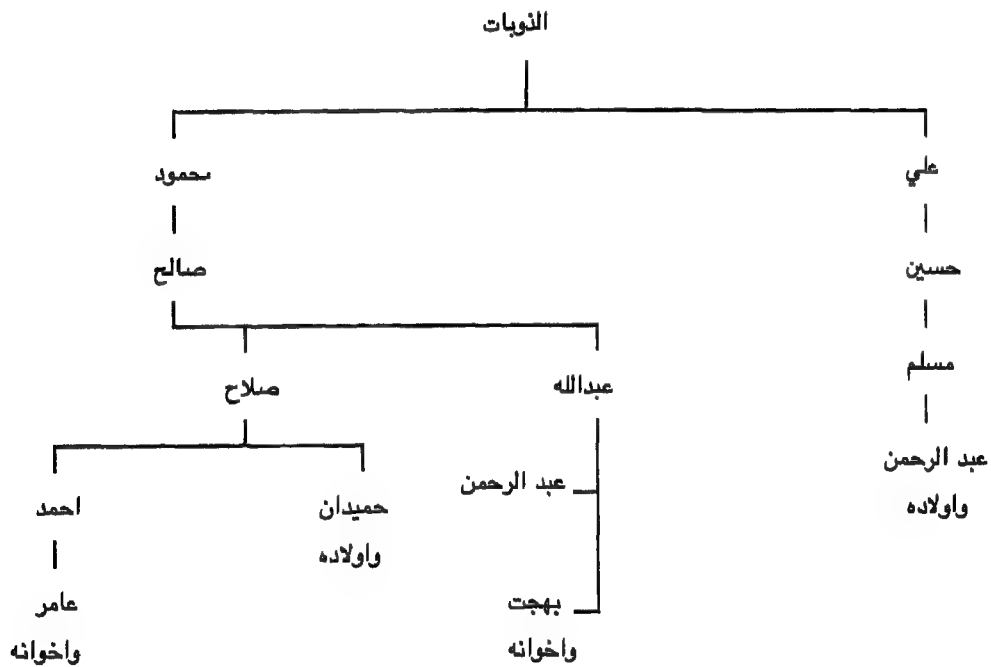 الذوبات
علي
محمود
حسين
صالح
مسلم
عبدالله
صلاح
عبد الرحمن
واولاده
عبد الرحمن
حميدان
واولاده
احمد
بهجت
واخوانه
عامر
واخوانه